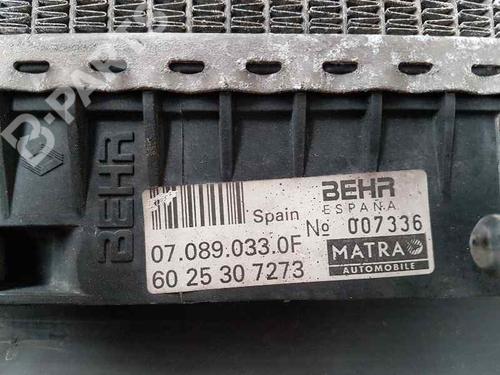 B-PARTS
BEHR
BEHR
ESPAÑA
Spain
Nº 007336
07.089.033.0F
60 25 30 7273
MATRA
AUTOMOBILE